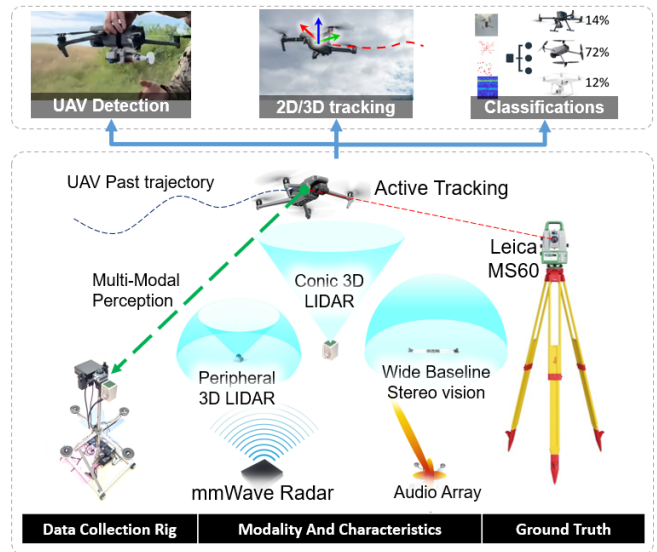 14%
72%
12%
UAV Detection
2D/3D tracking
Classifications
UAV Past trajectory
Active Tracking
Leica
MS60
Multi-Modal
Perception
Conic 3D
LIDAR
Peripheral
3D LIDAR
Wide Baseline
Stereo vision
mmWave Radar
Audio Array
Data Collection Rig
Modality And Characteristics
Ground Truth